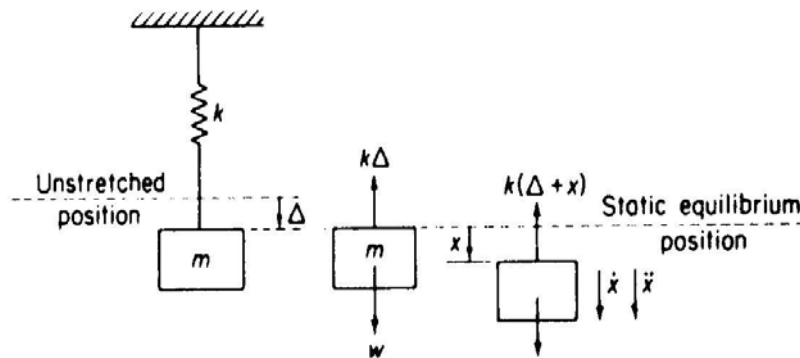 k
kΔ
k(Δ + x)
Unstretched
position
Δ
Static equilibrium
position
x
m
m
ẋ ẍ
w